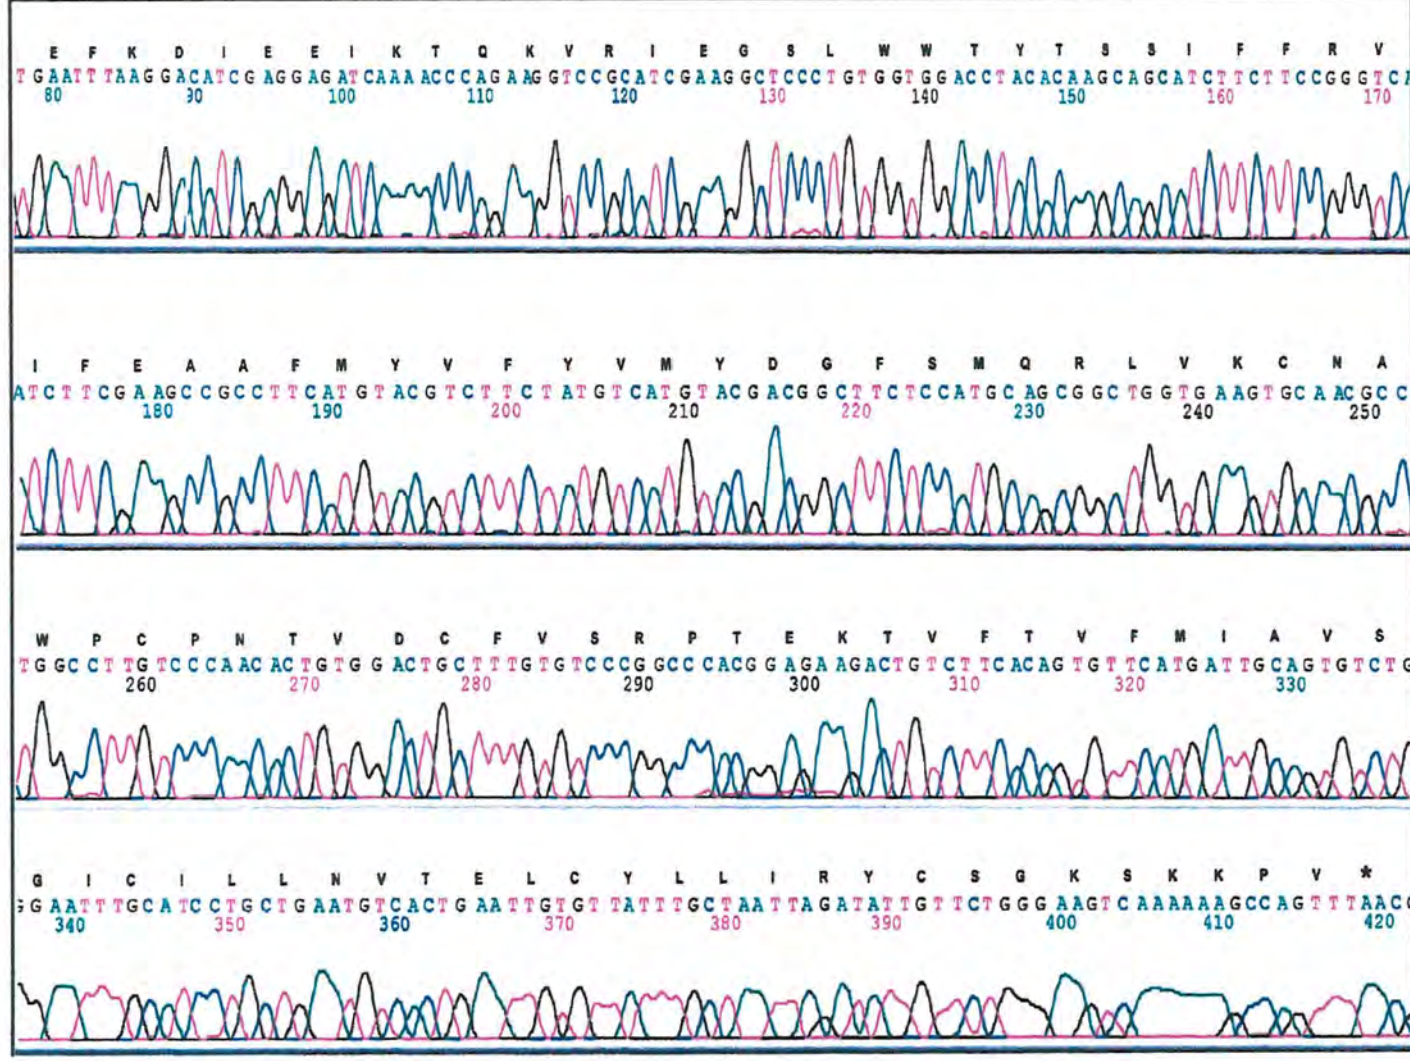 E F K D I E E I K T Q K V R I E G S L W W T Y T S S I F F R V
T GAATTTAAGGACATCGAGGAGATCAAAACCCAGAAGGTCCGCATCGAAGGCTCCCTGTGGTGGACCTACACAAGCAGCATCTTCTTCCGGGTCA
80 90 100 110 120 130 140 150 160 170
I F E A A F M Y V F Y V M Y D G F S M Q R L V K C N A
ATCTTCGAAGCCGCCTTCATGTACGTCTTCTATGTCATGTACGACGGCTTCTCCATGCAGCGGCTGGTGAAGTGCAACGCC
180 190 200 210 220 230 240 250
W P C P N T V D C F V S R P T E K T V F T V F M I A V S
TGGCCTTGTCCCAACACTGTGGACTGCTTTGTGTCCCGGCCCACGGAGAAGACTGTCTTCACAGTGTTCATGATTGCAGTGTCTG
260 270 280 290 300 310 320 330
G I C I L L N V T E L C Y L L I R Y C S G K S K K P V *
GGAATTTGCATCCTGCTGAATGTCACTGAATTGTGTTATTTGCTAATTAGATATTGTTCTGGGAAGTCAAAAAAGCCAGTTTAAC
340 350 360 370 380 390 400 410 420